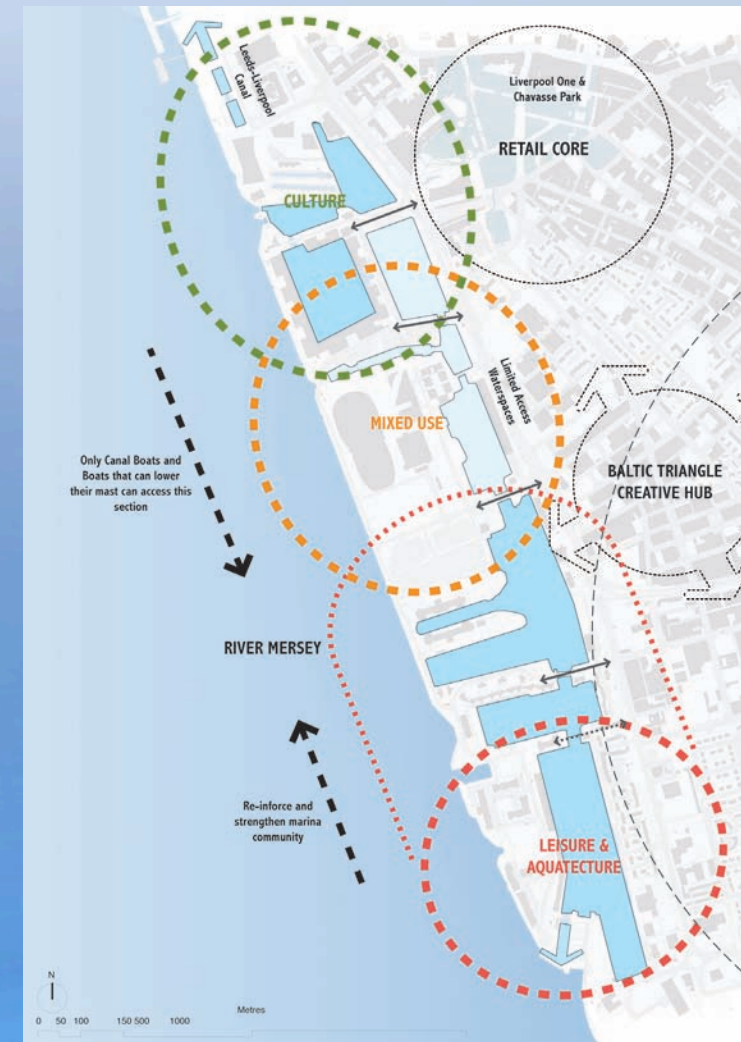 Leeds-Liverpool
Canal
Liverpool One &
Chavasse Park
RETAIL CORE
CULTURE
Limited Access
Waterspaces
MIXED USE
Only Canal Boats and
Boats that can lower
their mast can access this
section
BALTIC TRIANGLE
CREATIVE HUB
RIVER MERSEY
Re-inforce and
strengthen marina
community
LEISURE &
AQUATECTURE
N
Metres
0 50 100 150 500 1000